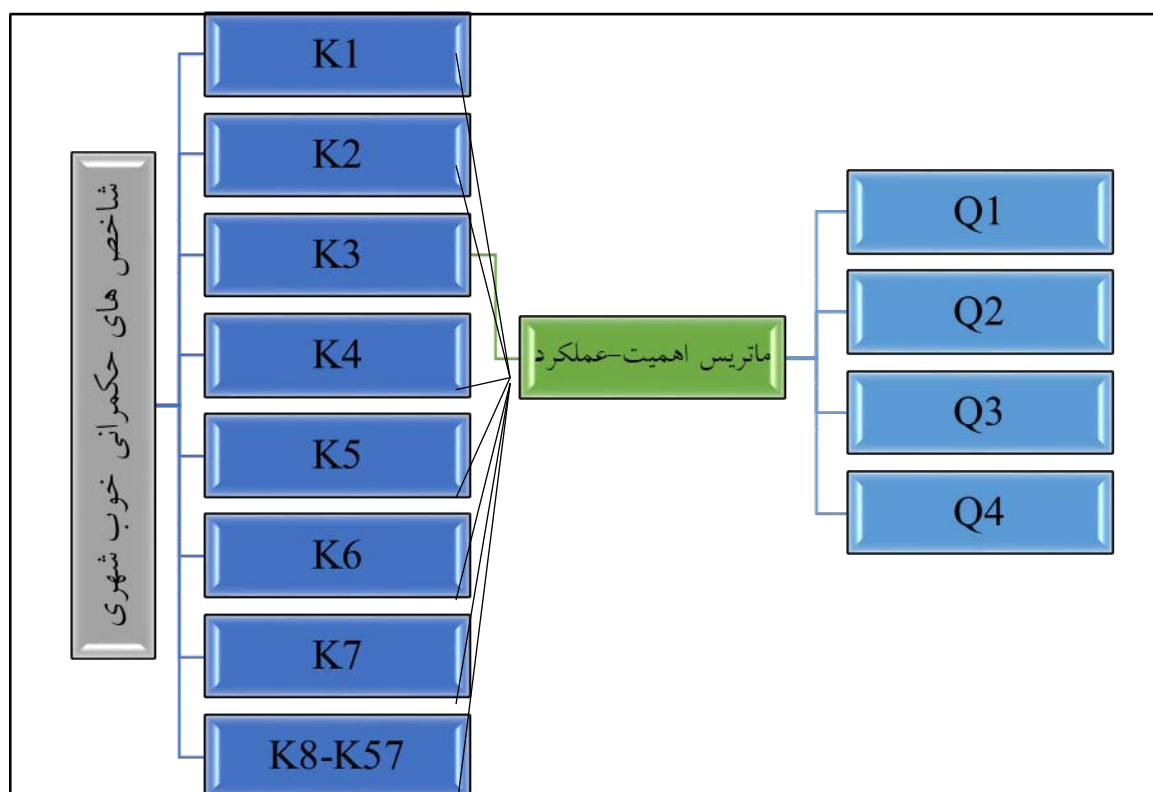 شاخص های حکمرانی خوب شهری
K1
K2
K3
K4
K5
K6
K7
K8-K57
ماتریس اهمیت-عملکرد
Q1
Q2
Q3
Q4